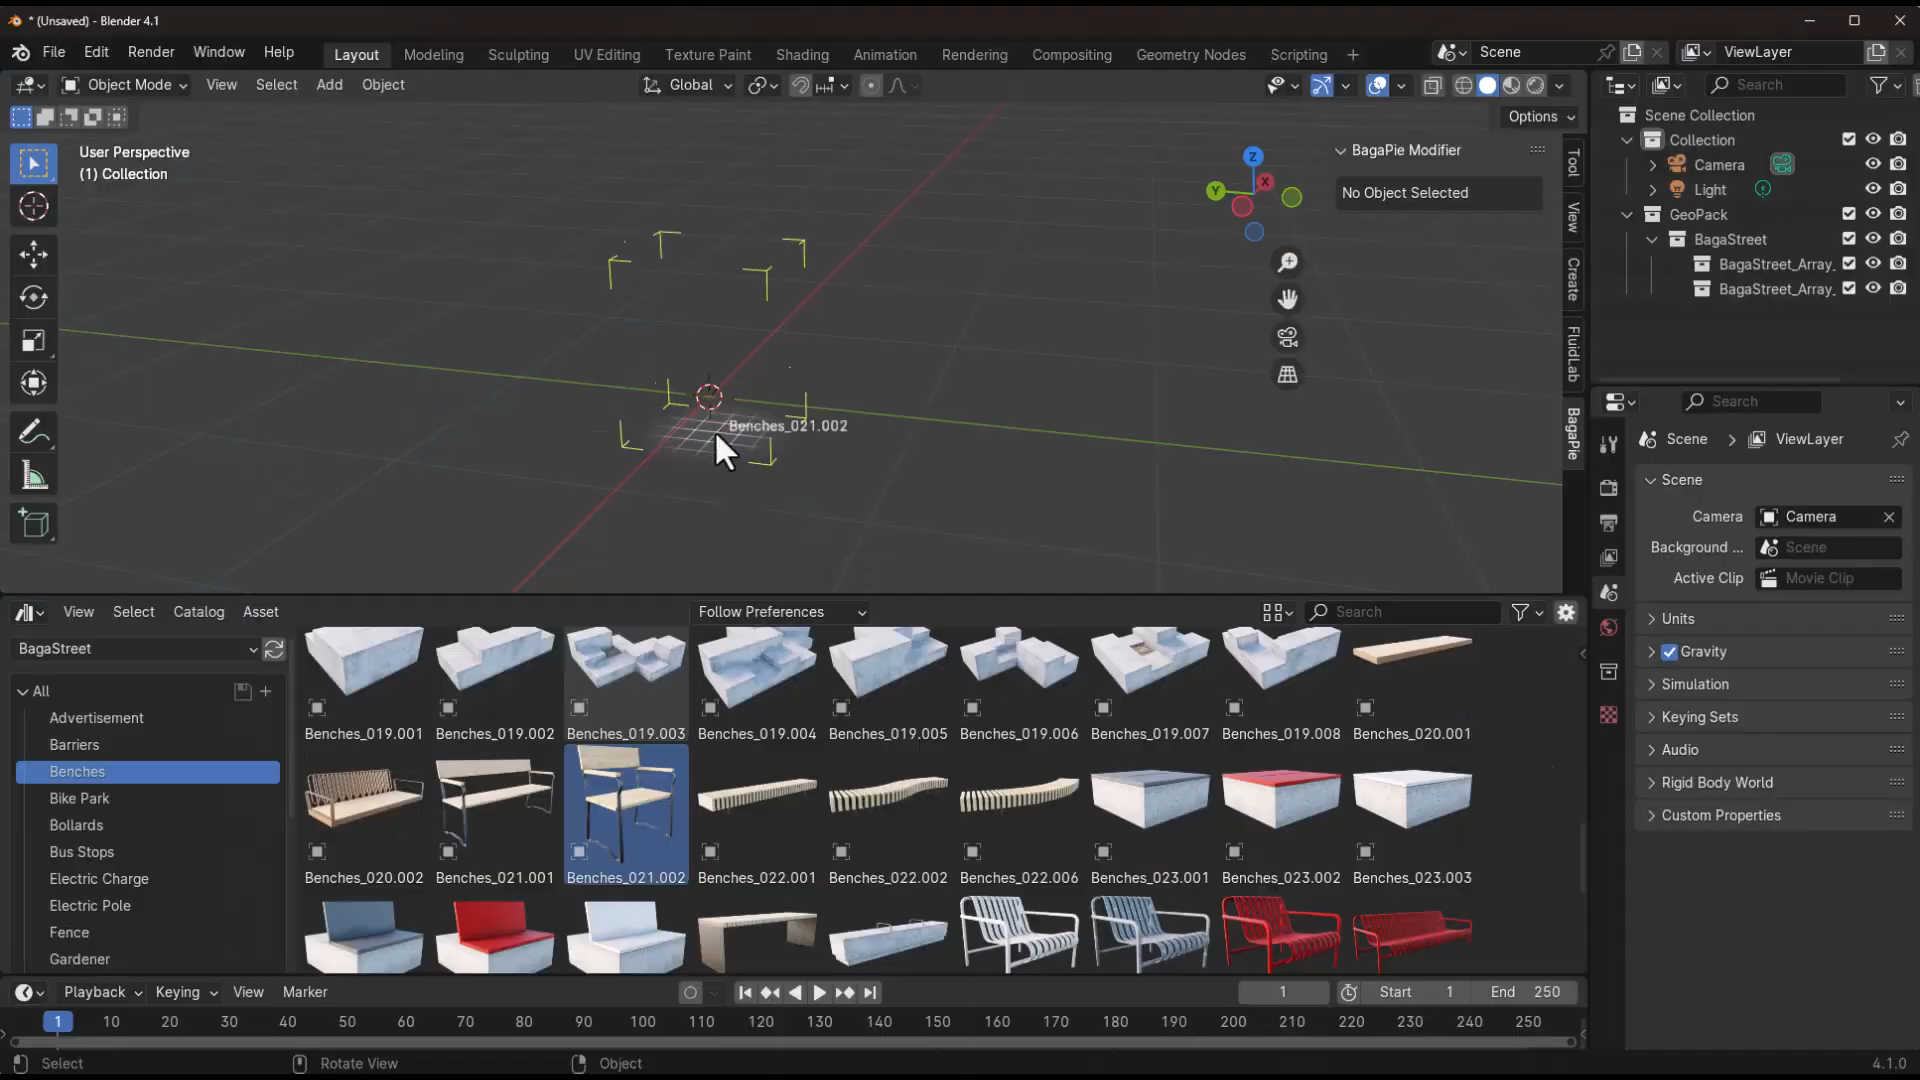 * (Unsaved) - Blender 4.1
File Edit Render Window Help
Layout Modeling Sculpting UV Editing Texture Paint Shading Animation Rendering Compositing Geometry Nodes Scripting +
Scene
ViewLayer
Object Mode View Select Add Object
Global
Search
Options
User Perspective
(1) Collection
Z
X
Y
BagaPie Modifier
No Object Selected
Tool
View
Create
FluidLab
BagaPie
Scene Collection
Collection
Camera
Light
GeoPack
BagaStreet
BagaStreet_Array_
BagaStreet_Array_
Benches_021.002
Search
Scene ViewLayer
Scene
Camera Camera
Background ... Scene
Active Clip Movie Clip
Units
Gravity
Simulation
Keying Sets
Audio
Rigid Body World
Custom Properties
View Select Catalog Asset
Follow Preferences
Search
BagaStreet
All
Advertisement
Barriers
Benches
Bike Park
Bollards
Bus Stops
Electric Charge
Electric Pole
Fence
Gardener
Benches_019.001 Benches_019.002 Benches_019.003 Benches_019.004 Benches_019.005 Benches_019.006 Benches_019.007 Benches_019.008 Benches_020.001
Benches_020.002 Benches_021.001 Benches_021.002 Benches_022.001 Benches_022.002 Benches_022.006 Benches_023.001 Benches_023.002 Benches_023.003
Playback Keying View Marker
1 Start 1 End 250
1 10 20 30 40 50 60 70 80 90 100 110 120 130 140 150 160 170 180 190 200 210 220 230 240 250
Select Rotate View Object 4.1.0